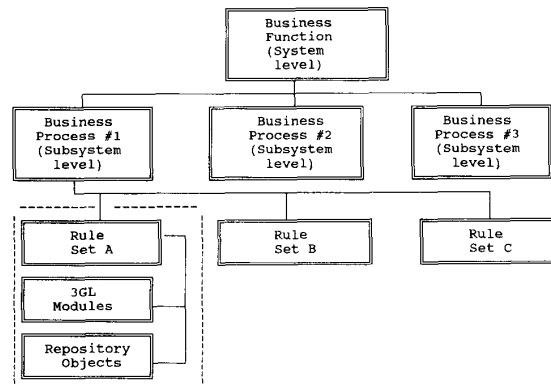 Business
Function
(System
level)
Business
Process #1
(Subsystem
level)
Business
Process #2
(Subsystem
level)
Business
Process #3
(Subsystem
level)
Rule
Set A
Rule
Set B
Rule
Set C
3GL
Modules
Repository
Objects